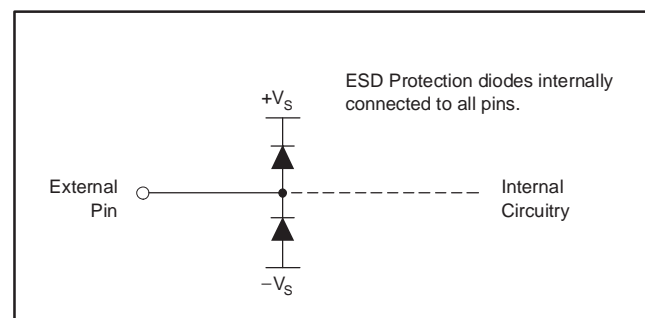 ESD Protection diodes internally
connected to all pins.
+VS
External
Pin
Internal
Circuitry
−VS